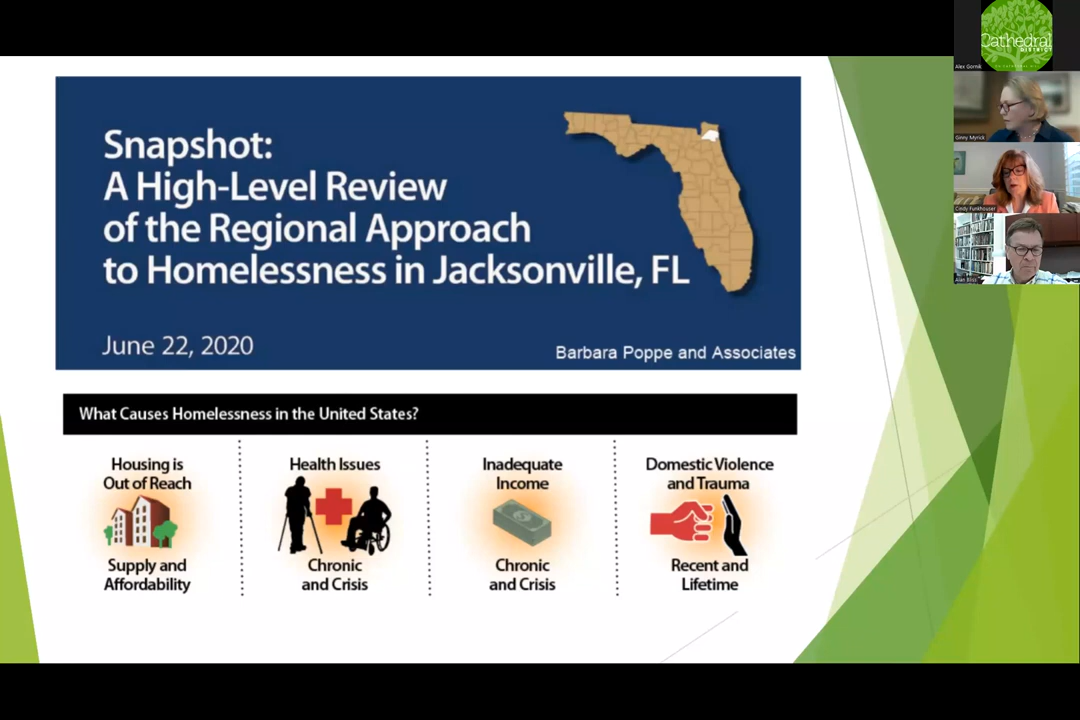 Snapshot:
A High-Level Review
of the Regional Approach
to Homelessness in Jacksonville, FL
June 22, 2020
Barbara Poppe and Associates
What Causes Homelessness in the United States?
Housing is
Out of Reach
Supply and
Affordability
Health Issues
Chronic
and Crisis
Inadequate
Income
Chronic
and Crisis
Domestic Violence
and Trauma
Recent and
Lifetime
Cathedral
DISTRICT
Alex Gornik
Ginny Myrick
Cindy Funkhouser
Alan Bliss